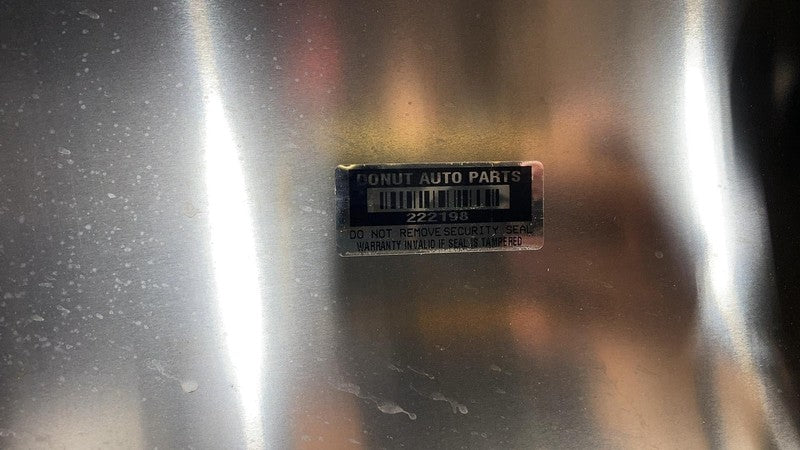 DONUT AUTO PARTS
222198
DO NOT REMOVE SECURITY SEAL
WARRANTY INVALID IF SEAL IS TAMPERED